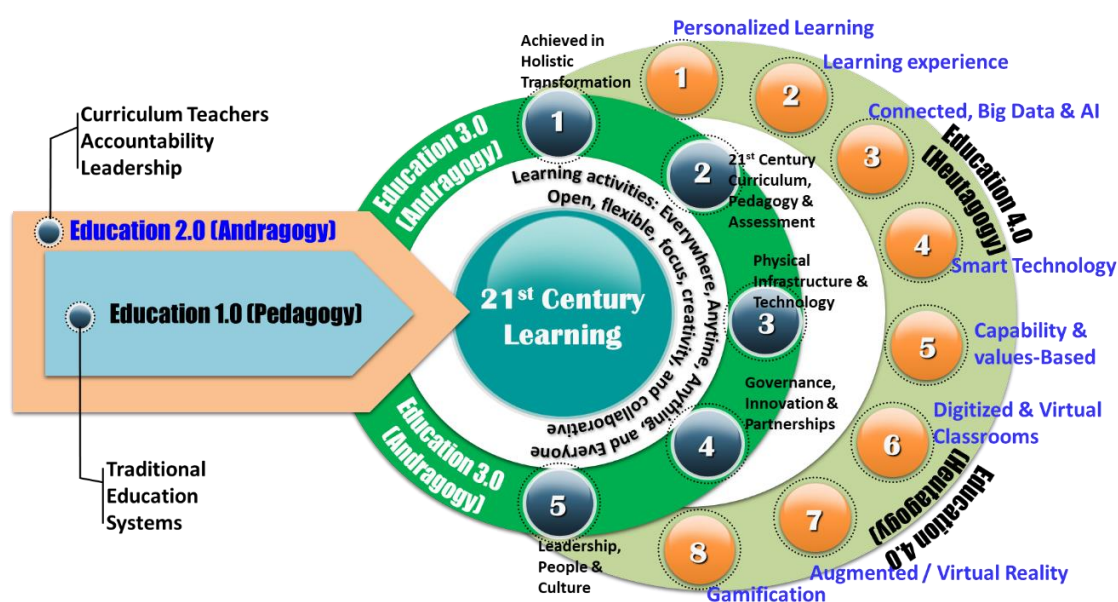 Curriculum Teachers
Accountability
Leadership
Education 2.0 (Andragogy)
Education 1.0 (Pedagogy)
Traditional
Education
Systems
Education 3.0
(Andragogy)
Education 3.0
(Andragogy)
21st Century
Learning
Learning activities: Everywhere, Anytime, Anything, and Everyone
Open, flexible, focus, creativity, and collaborative
Achieved in
Holistic
Transformation
1
2
21st Century
Curriculum,
Pedagogy &
Assessment
Physical
Infrastructure &
Technology
3
Governance,
Innovation &
Partnerships
4
5
Leadership,
People &
Culture
Personalized Learning
1
Learning experience
2
Connected, Big Data & AI
3
Education 4.0
(Heutagogy)
4
Smart Technology
5
Capability &
values-Based
Digitized & Virtual
Classrooms
6
Education 4.0
(Heutagogy)
7
Augmented / Virtual Reality
8
Gamification